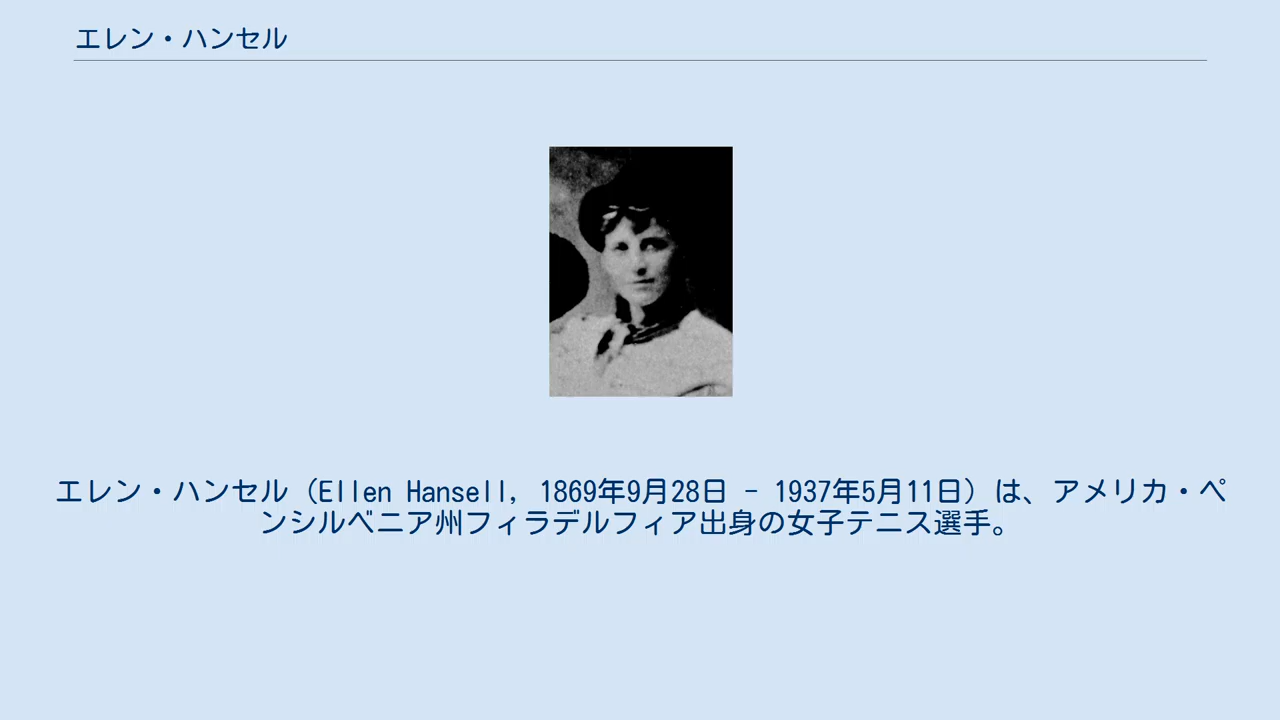 エレン・ハンセル
エレン・ハンセル（Ellen Hansell, 1869年9月28日 - 1937年5月11日）は、アメリカ・ペ
ンシルベニア州フィラデルフィア出身の女子テニス選手。